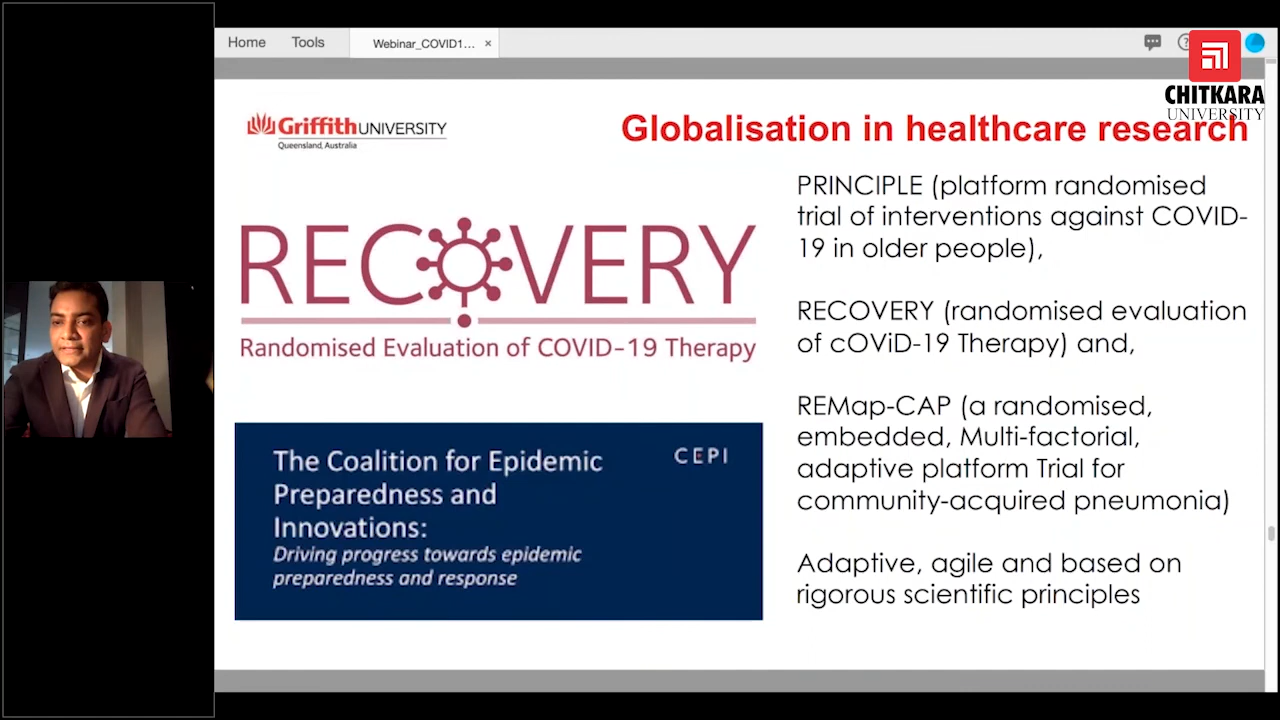 Home Tools Webinar_COVID1... ×
CHITKARA
UNIVERSITY
Griffith UNIVERSITY
Queensland, Australia
Globalisation in healthcare research
RECOVERY
Randomised Evaluation of COVID-19 Therapy
The Coalition for Epidemic
Preparedness and
Innovations:
Driving progress towards epidemic
preparedness and response
CEPI
PRINCIPLE (platform randomised
trial of interventions against COVID-
19 in older people),
RECOVERY (randomised evaluation
of cOViD-19 Therapy) and,
REMap-CAP (a randomised,
embedded, Multi-factorial,
adaptive platform Trial for
community-acquired pneumonia)
Adaptive, agile and based on
rigorous scientific principles